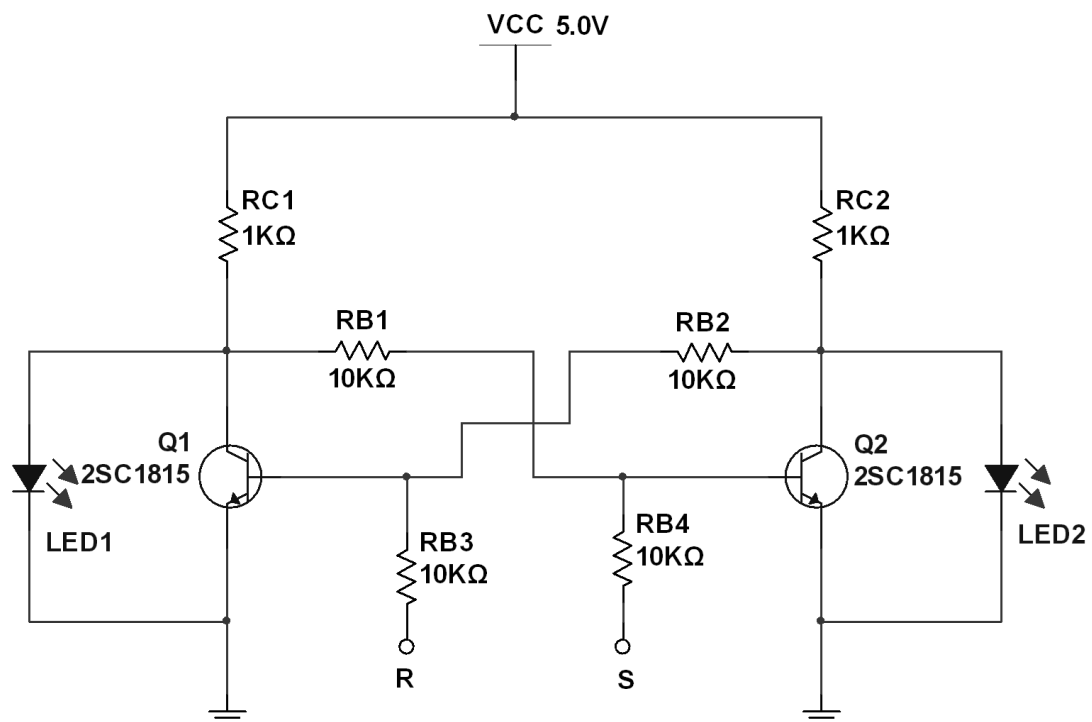 VCC 5.0V
RC1
1KΩ
RC2
1KΩ
RB1
10KΩ
RB2
10KΩ
Q1
2SC1815
Q2
2SC1815
LED1
RB3
10KΩ
RB4
10KΩ
LED2
R
S